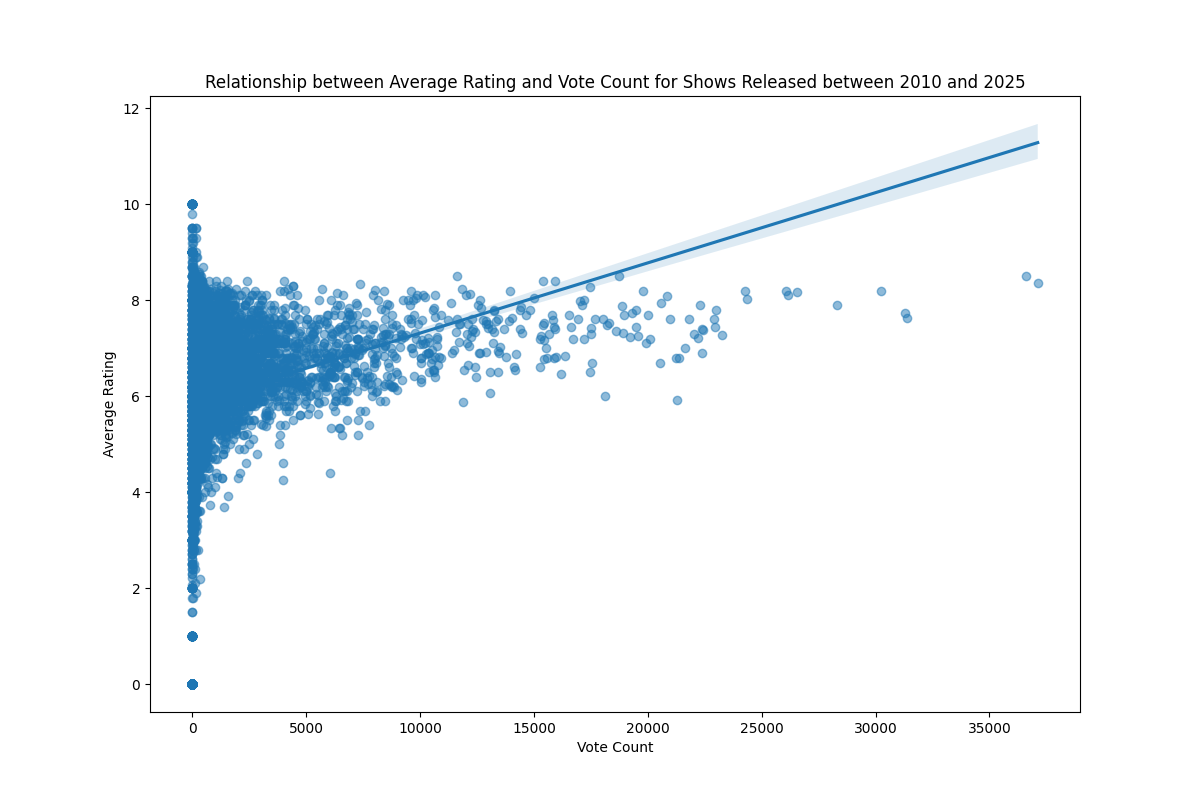 Relationship between Average Rating and Vote Count for Shows Released between 2010 and 2025
12
10
8
6
4
2
0
Average Rating
0 5000 10000 15000 20000 25000 30000 35000
Vote Count